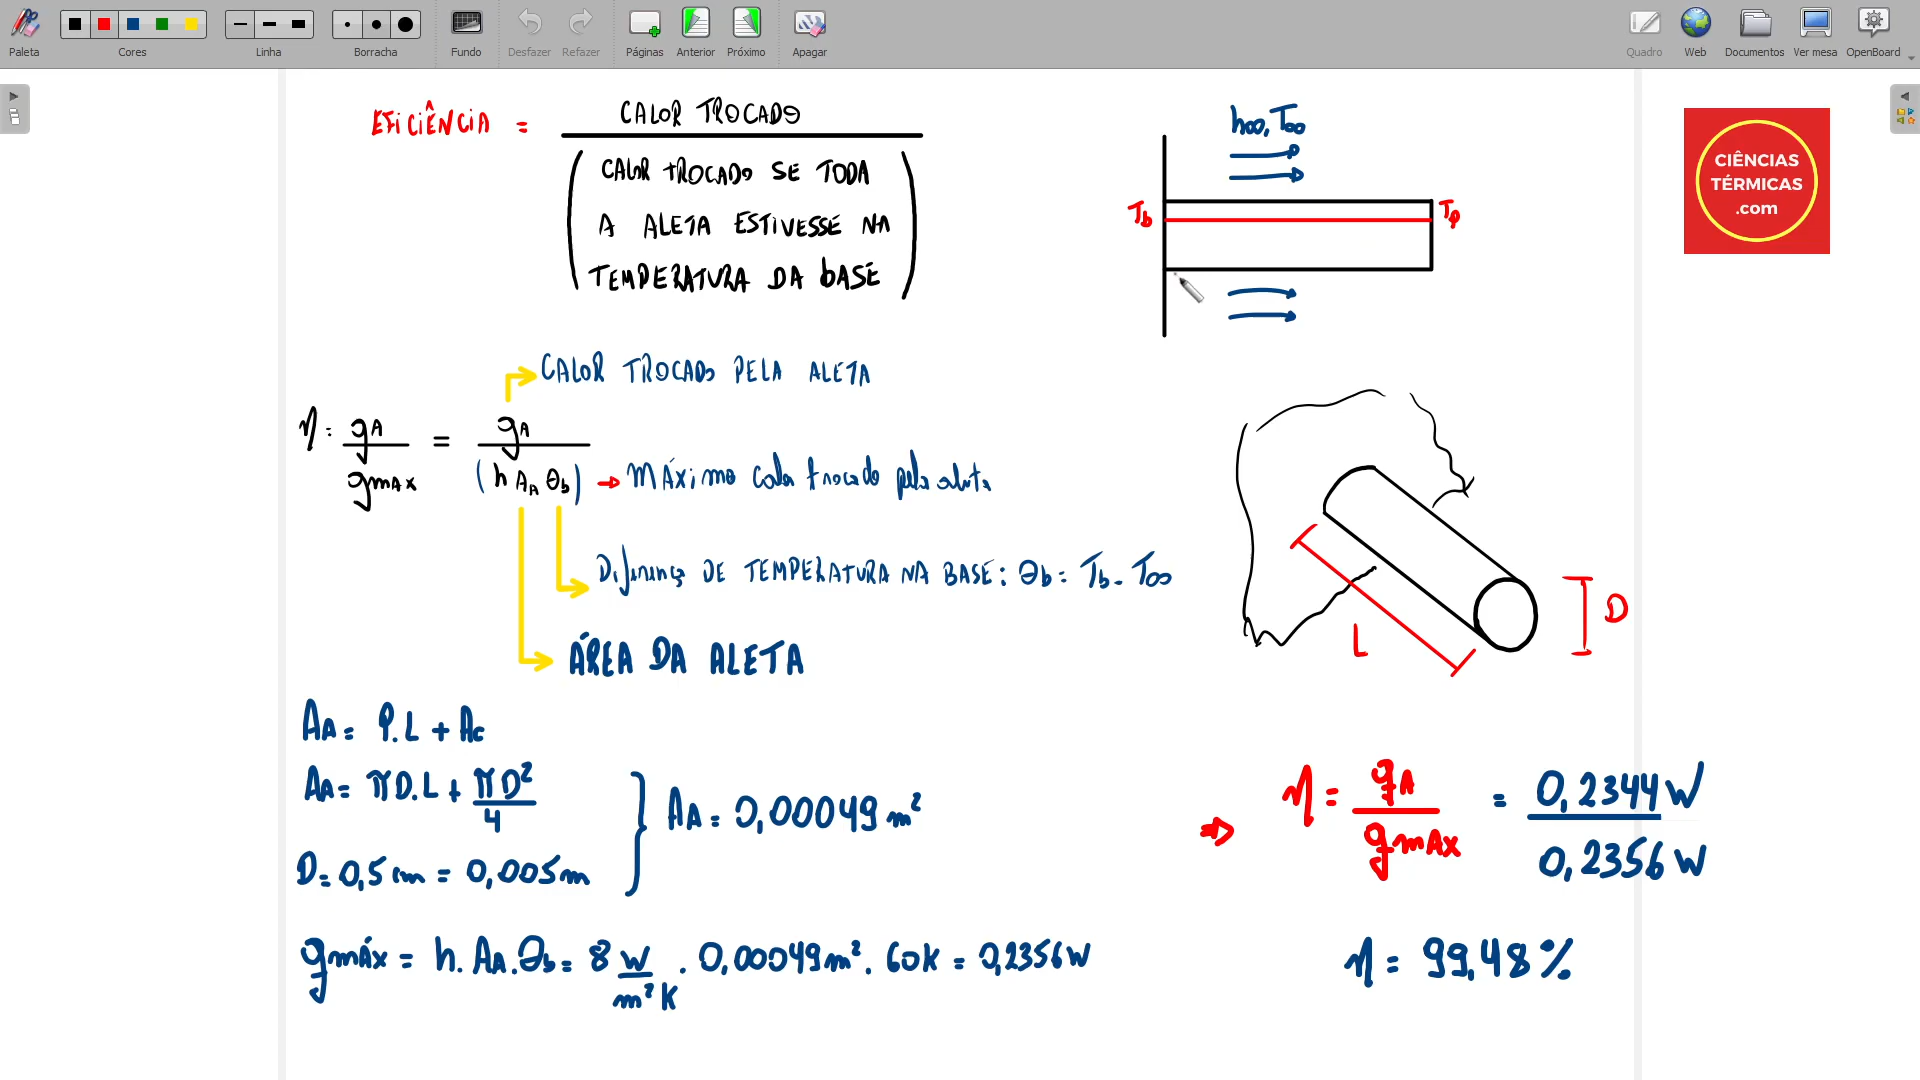 Paleta
Cores
Linha
Borracha
Fundo
Desfazer
Refazer
Páginas
Anterior
Próximo
Apagar
Quadro
Web
Documentos
Ver mesa
OpenBoard
EFICIÊNCIA = CALOR TROCADO
( CALOR TROCADO SE TODA
A ALETA ESTIVESSE NA
TEMPERATURA DA BASE )
h∞, T∞
Tb
Tp
CIÊNCIAS
TÉRMICAS
.com
CALOR TROCADO PELA ALETA
η = qA / qmax = qA / (h AA θb) → Máximo calor trocado pela aleta
Diferença DE TEMPERATURA NA BASE: θb = Tb - T∞
ÁREA DA ALETA
L
D
AA = P.L + Ac
AA = πD.L + πD²/4
AA = 0,00049 m²
D = 0,5 cm = 0,005 m
qmáx = h. AA. θb = 8 W/m²K . 0,00049 m². 60K = 0,2356 W
⇒ η = qA / qmax = 0,2344 W / 0,2356 W
η = 99,48 %